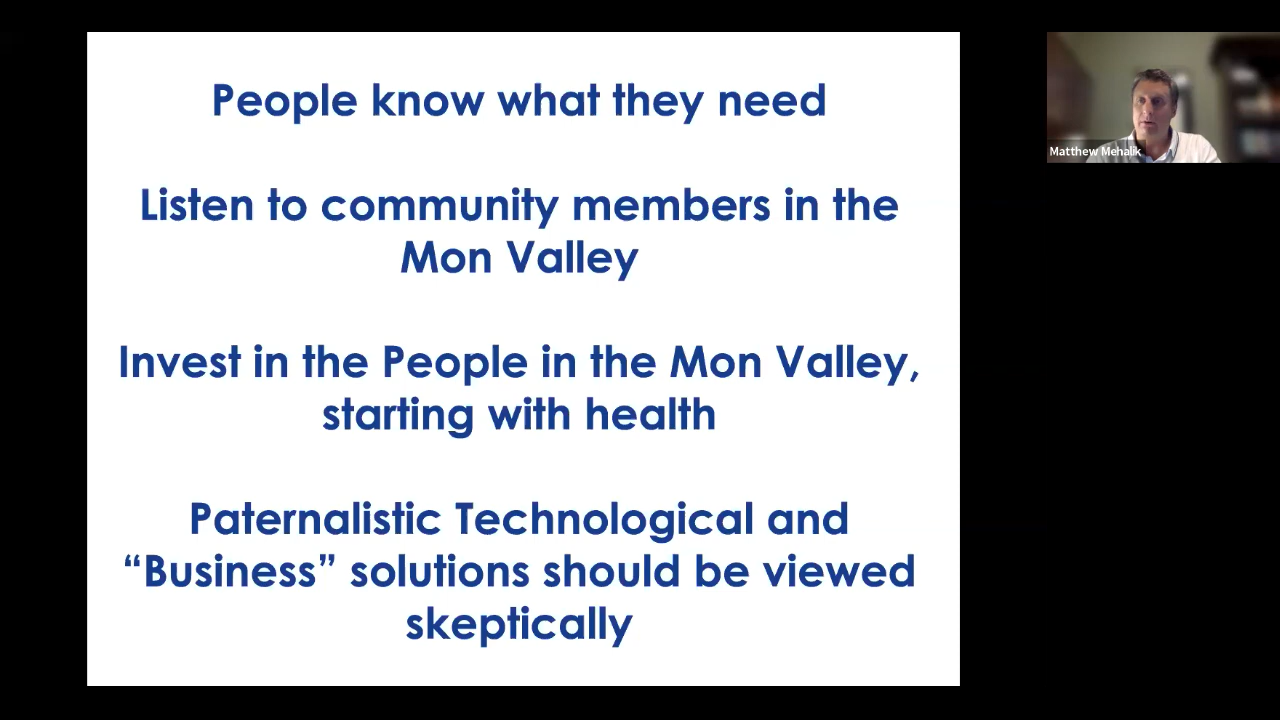 People know what they need
Listen to community members in the
Mon Valley
Invest in the People in the Mon Valley,
starting with health
Paternalistic Technological and
“Business” solutions should be viewed
skeptically
Matthew Mehalik